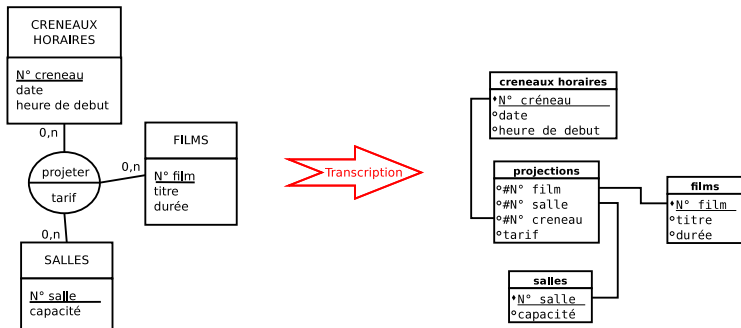 CRENEAUX
HORAIRES
N° creneau
date
heure de debut
0,n
projeter
tarif
0,n
FILMS
N° film
titre
durée
0,n
SALLES
N° salle
capacité
Transcription
creneaux horaires
N° créneau
date
heure de debut
projections
#N° film
#N° salle
#N° creneau
tarif
films
N° film
titre
durée
salles
N° salle
capacité